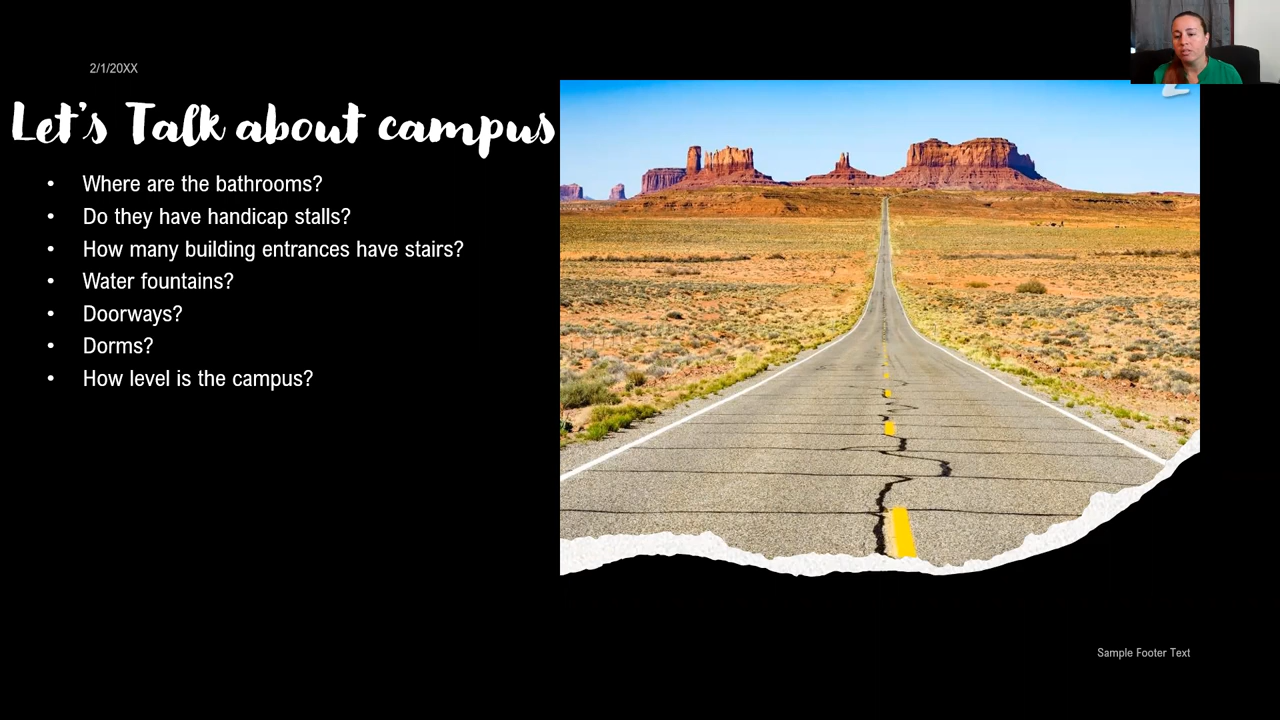 2/1/20XX
Let's Talk about campus
• Where are the bathrooms?
• Do they have handicap stalls?
• How many building entrances have stairs?
• Water fountains?
• Doorways?
• Dorms?
• How level is the campus?
Sample Footer Text